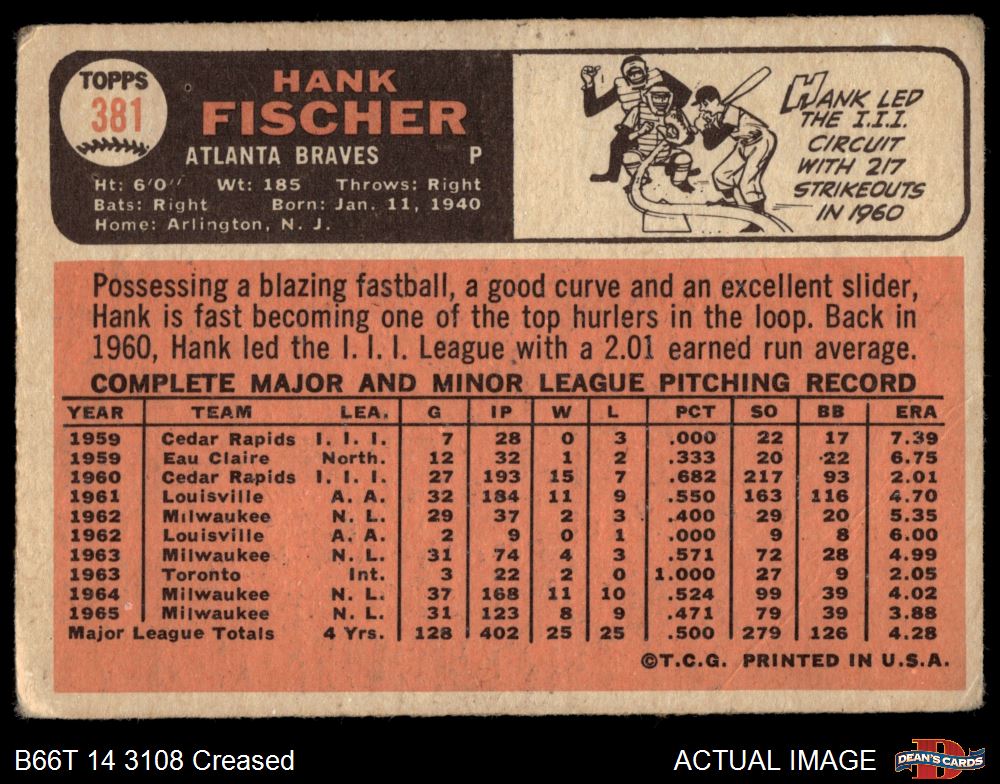 TOPPS
381
HANK
FISCHER
ATLANTA BRAVES P
Ht: 6'0" Wt: 185 Throws: Right
Bats: Right Born: Jan. 11, 1940
Home: Arlington, N. J.
HANK LED
THE I.I.I.
CIRCUIT
WITH 217
STRIKEOUTS
IN 1960
Possessing a blazing fastball, a good curve and an excellent slider,
Hank is fast becoming one of the top hurlers in the loop. Back in
1960, Hank led the I. I. I. League with a 2.01 earned run average.
COMPLETE MAJOR AND MINOR LEAGUE PITCHING RECORD
YEAR TEAM LEA. G IP W L PCT SO BB ERA
1959 Cedar Rapids I. I. I. 7 28 0 3 .000 22 17 7.39
1959 Eau Claire North. 12 32 1 2 .333 20 22 6.75
1960 Cedar Rapids I. I. I. 27 193 15 7 .682 217 93 2.01
1961 Louisville A. A. 32 184 11 9 .550 163 116 4.70
1962 Milwaukee N. L. 29 37 2 3 .400 29 20 5.35
1962 Louisville A. A. 2 9 0 1 .000 9 8 6.00
1963 Milwaukee N. L. 31 74 4 3 .571 72 28 4.99
1963 Toronto Int. 3 22 2 0 1.000 27 9 2.05
1964 Milwaukee N. L. 37 168 11 10 .524 99 39 4.02
1965 Milwaukee N. L. 31 123 8 9 .471 79 39 3.88
Major League Totals 4 Yrs. 128 402 25 25 .500 279 126 4.28
©T.C.G. PRINTED IN U.S.A.
B66T 14 3108 Creased ACTUAL IMAGE
D
DEAN'S CARDS